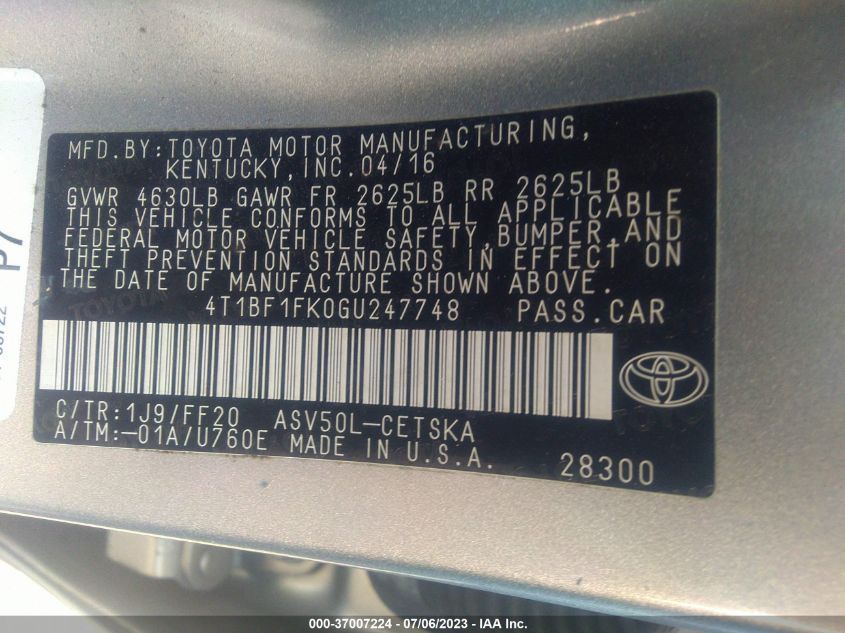 MFD.BY:TOYOTA MOTOR MANUFACTURING,
KENTUCKY,INC.04/16
GVWR 4630LB GAWR FR 2625LB RR 2625LB
THIS VEHICLE CONFORMS TO ALL APPLICABLE
FEDERAL MOTOR VEHICLE SAFETY,BUMPER,AND
THEFT PREVENTION STANDARDS IN EFFECT ON
THE DATE OF MANUFACTURE SHOWN ABOVE.
4T1BF1FK0GU247748 PASS.CAR
C/TR:1J9/FF20 ASV50L-CETSKA
A/TM:-01A/U760E MADE IN U.S.A. 28300
P7
000-37007224 - 07/06/2023 - IAA Inc.